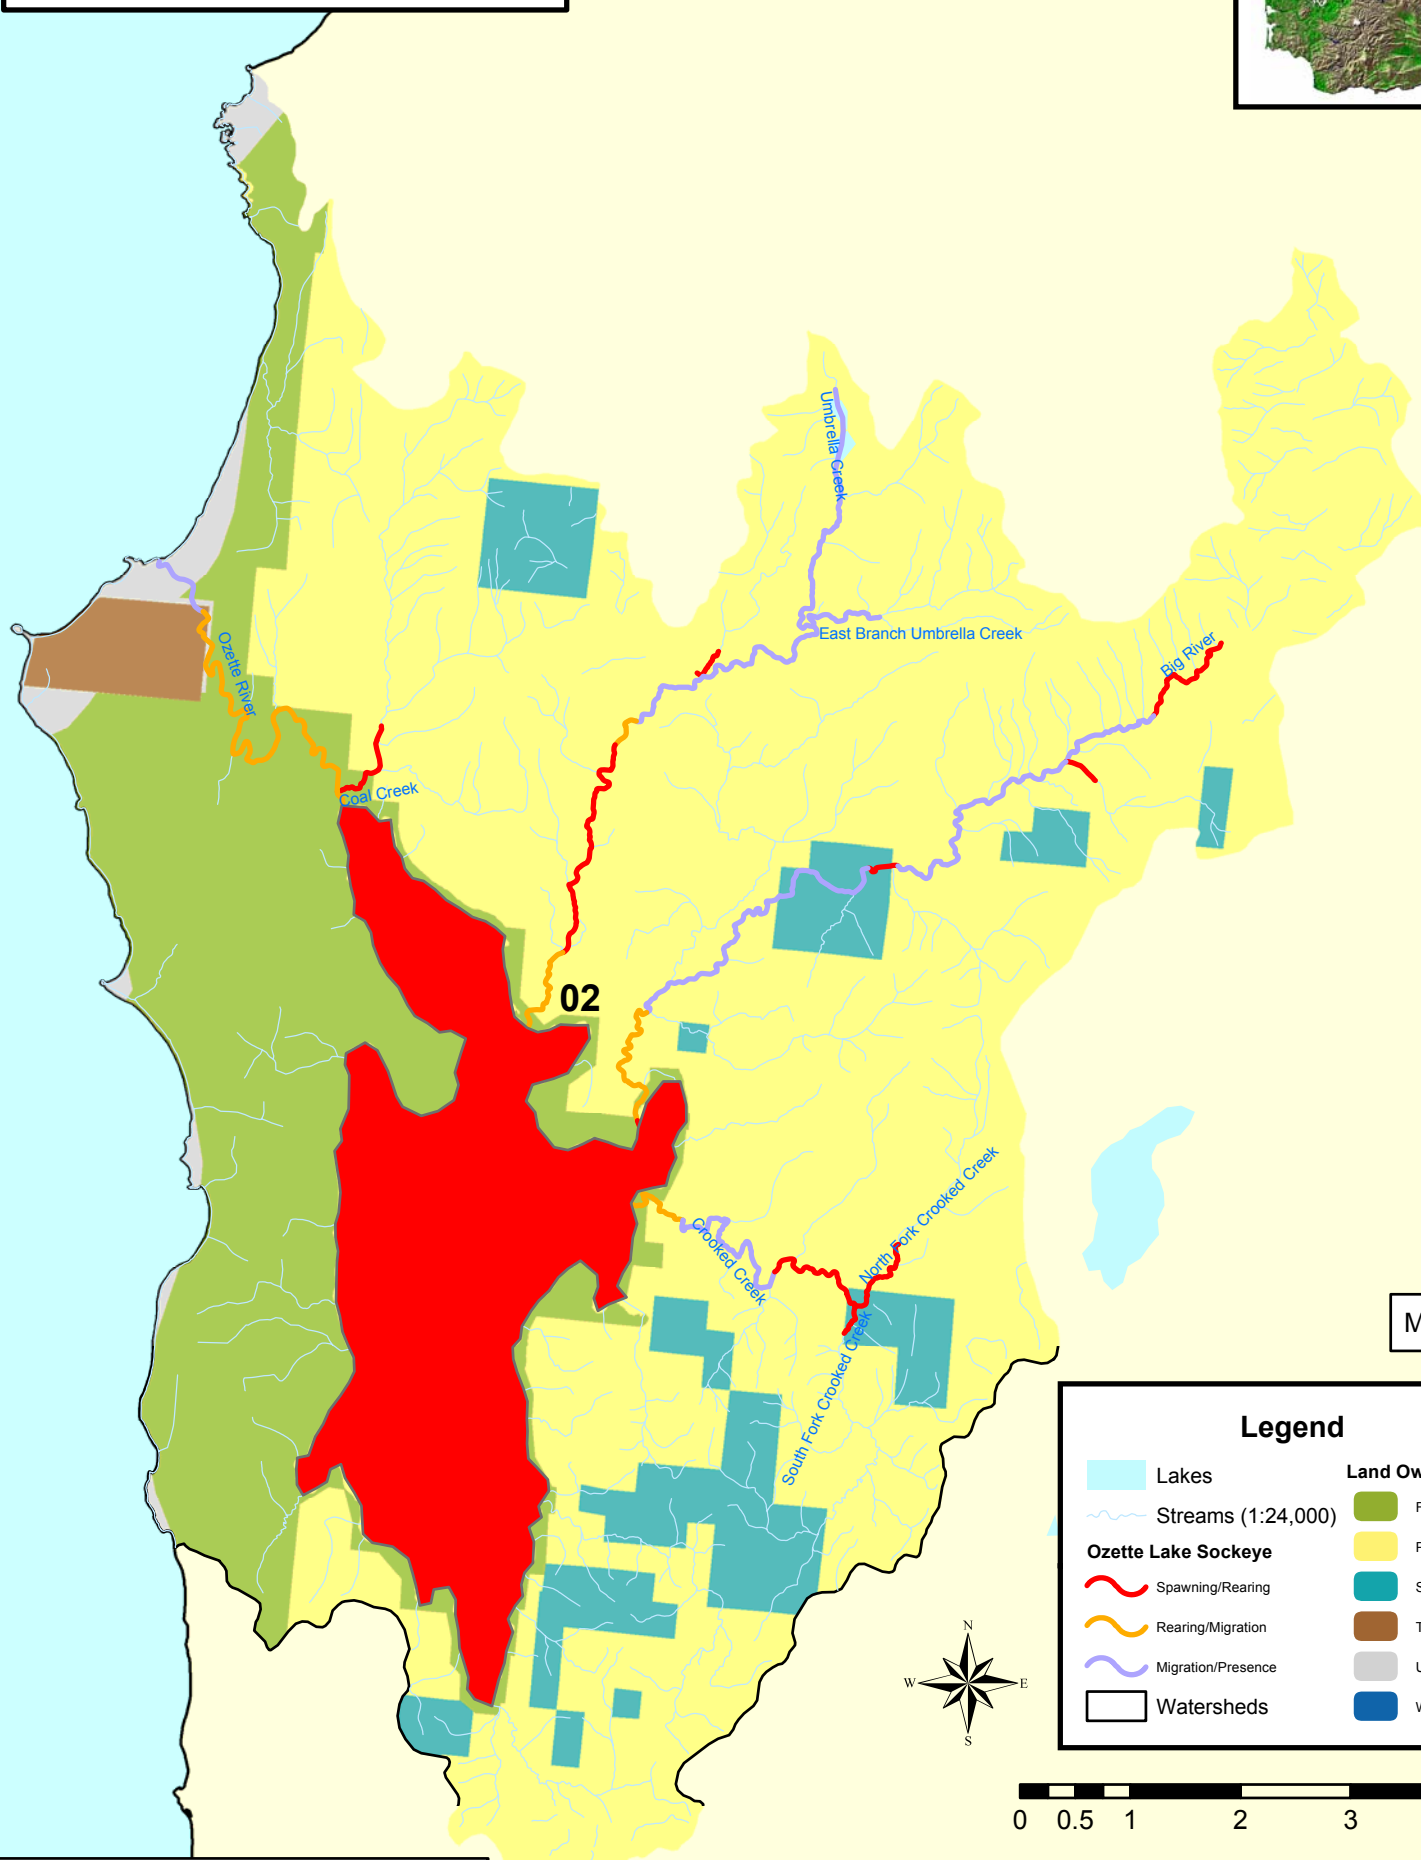 Umbrella Creek
East Branch Umbrella Creek
Big River
Ozette River
Coal Creek
02
North Fork Crooked Creek
Crooked Creek
South Fork Crooked Creek
M
Legend
Lakes
Streams (1:24,000)
Ozette Lake Sockeye
Spawning/Rearing
Rearing/Migration
Migration/Presence
Watersheds
Land Ow
F
F
S
T
U
W
N
W E
S
0 0.5 1 2 3